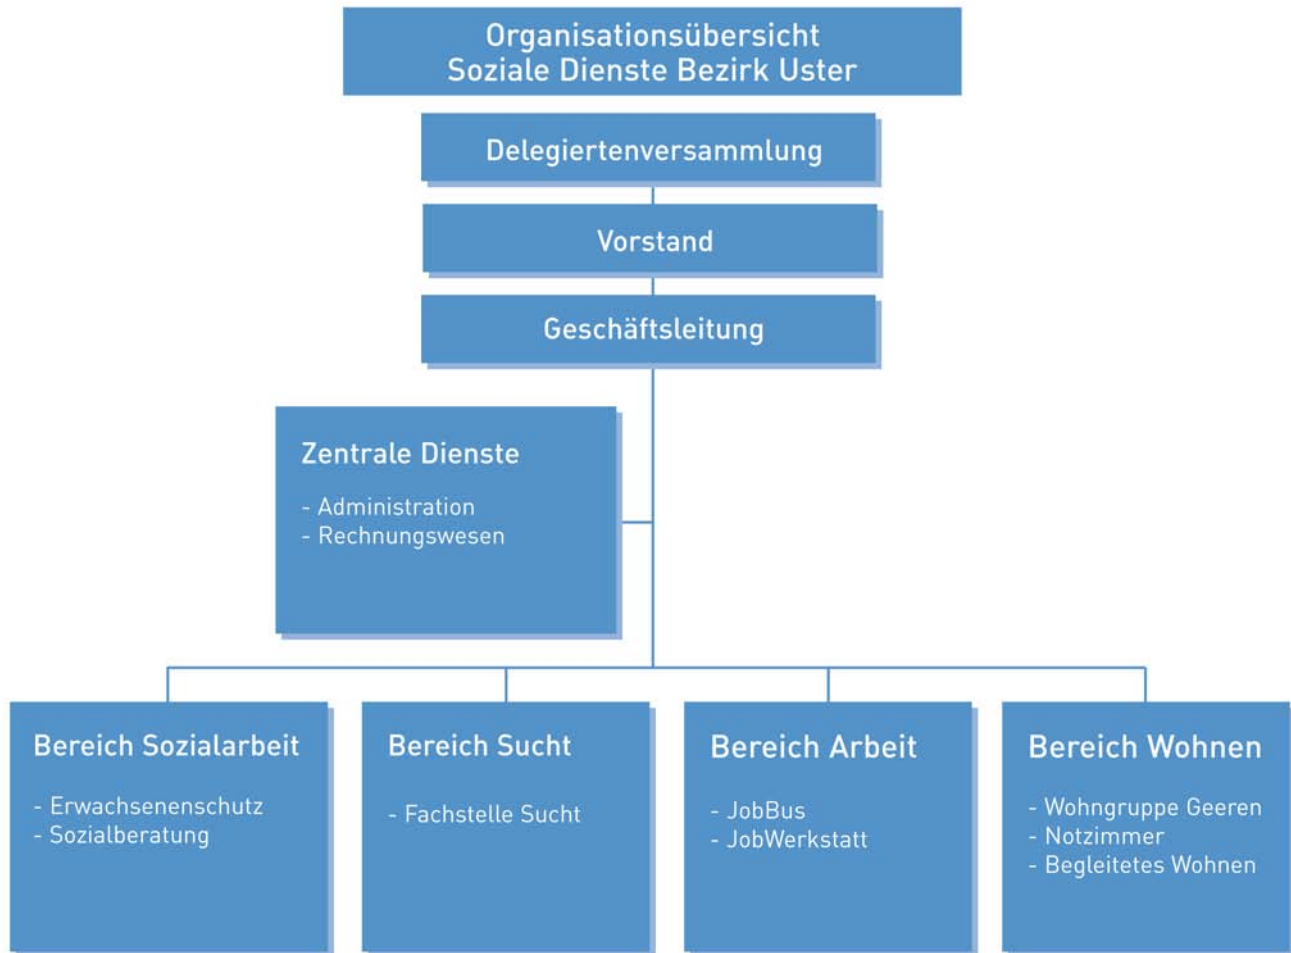 Organisationsübersicht
Soziale Dienste Bezirk Uster
Delegiertenversammlung
Vorstand
Geschäftsleitung
Zentrale Dienste
- Administration
- Rechnungswesen
Bereich Sozialarbeit
- Erwachsenenschutz
- Sozialberatung
Bereich Sucht
- Fachstelle Sucht
Bereich Arbeit
- JobBus
- JobWerkstatt
Bereich Wohnen
- Wohngruppe Geeren
- Notzimmer
- Begleitetes Wohnen